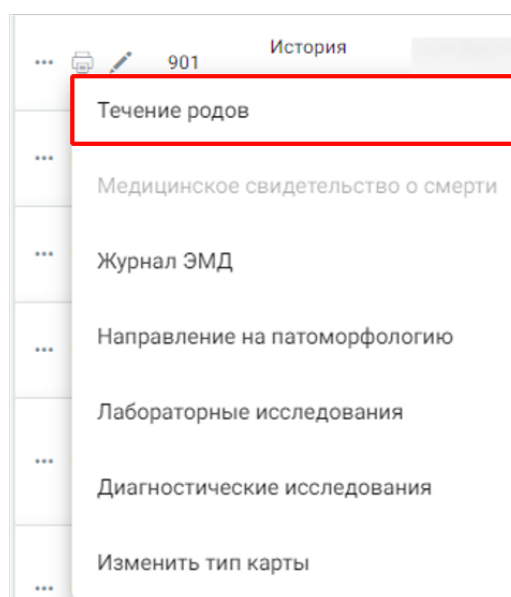 История
901
Течение родов
Медицинское свидетельство о смерти
Журнал ЭМД
Направление на патоморфологию
Лабораторные исследования
Диагностические исследования
Изменить тип карты